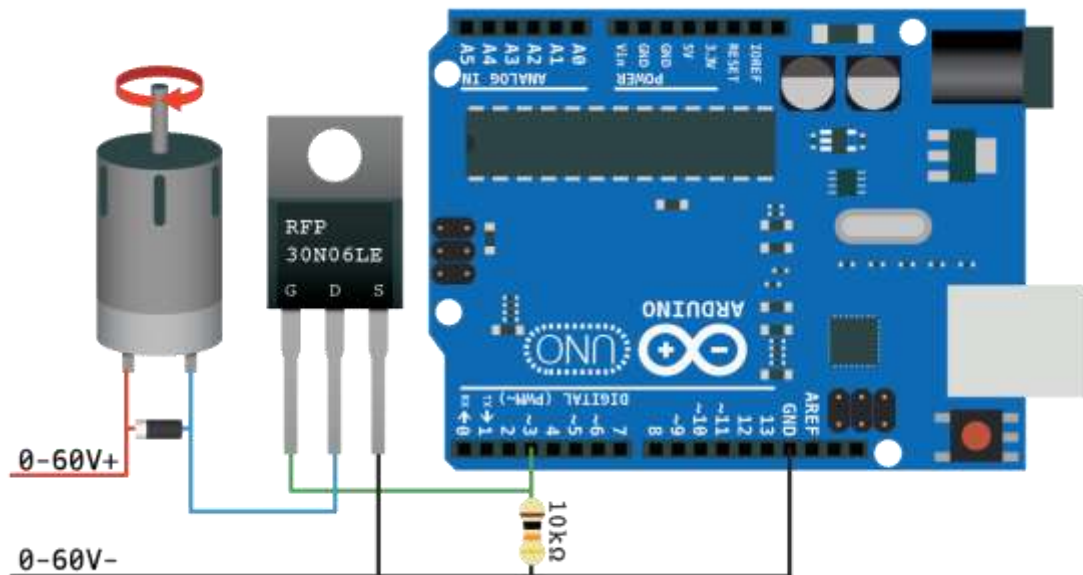 A5
A4
A3
A2
A1
A0
ANALOG IN
Vin
GND
GND
5V
3.3V
RESET
IOREF
POWER
RFP
30N06LE
G D S
ARDUINO
UNO
DIGITAL (PWM~)
RX 0
TX 1
2
~3
4
~5
~6
7
8
~9
~10
~11
12
13
GND
AREF
0-60V+
10kΩ
0-60V-